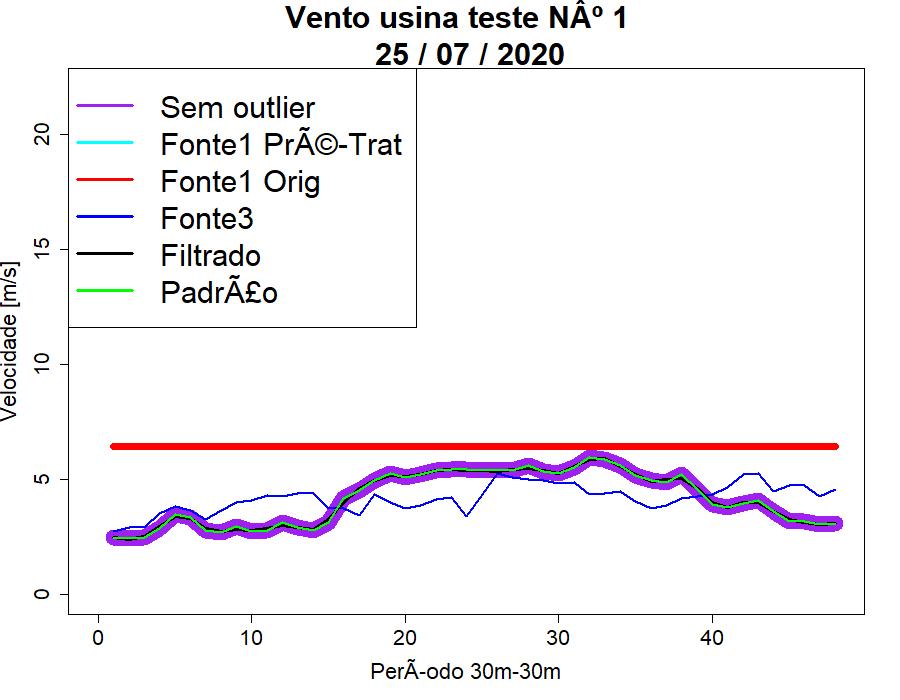 Vento usina teste NÂº 1
25 / 07 / 2020
Sem outlier
Fonte1 PrÃ©-Trat
Fonte1 Orig
Fonte3
Filtrado
PadrÃ£o
Velocidade [m/s]
20
15
10
5
0
0 10 20 30 40
PerÃ-odo 30m-30m